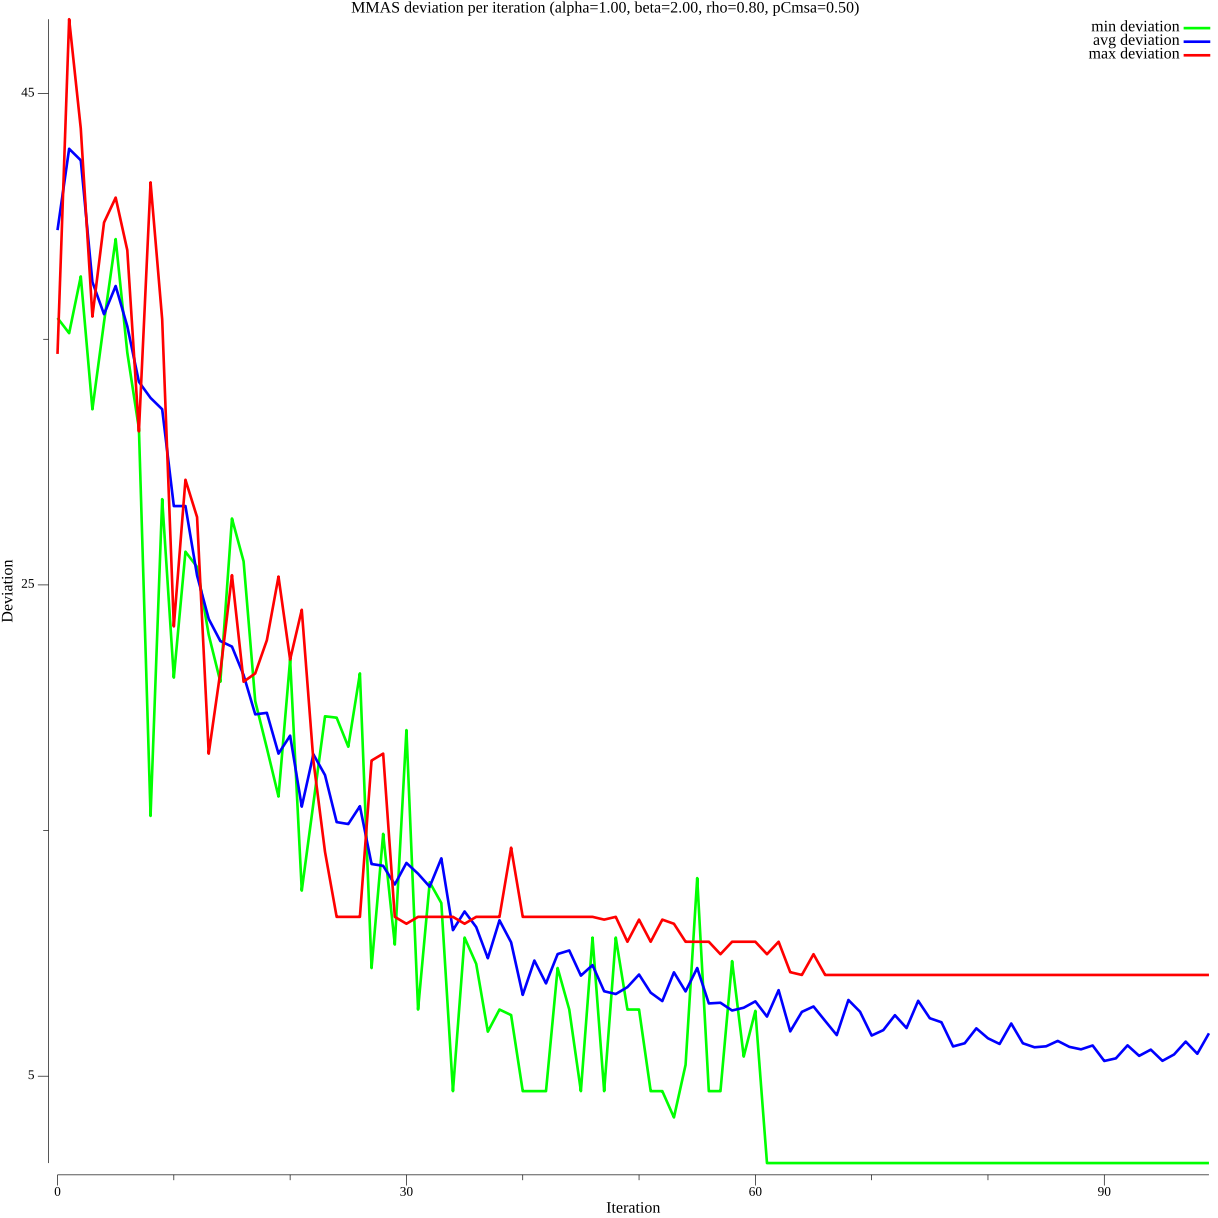 MMAS deviation per iteration (alpha=1.00, beta=2.00, rho=0.80, pCmsa=0.50)
min deviation
avg deviation
max deviation
45
25
5
Deviation
0
30
60
90
Iteration